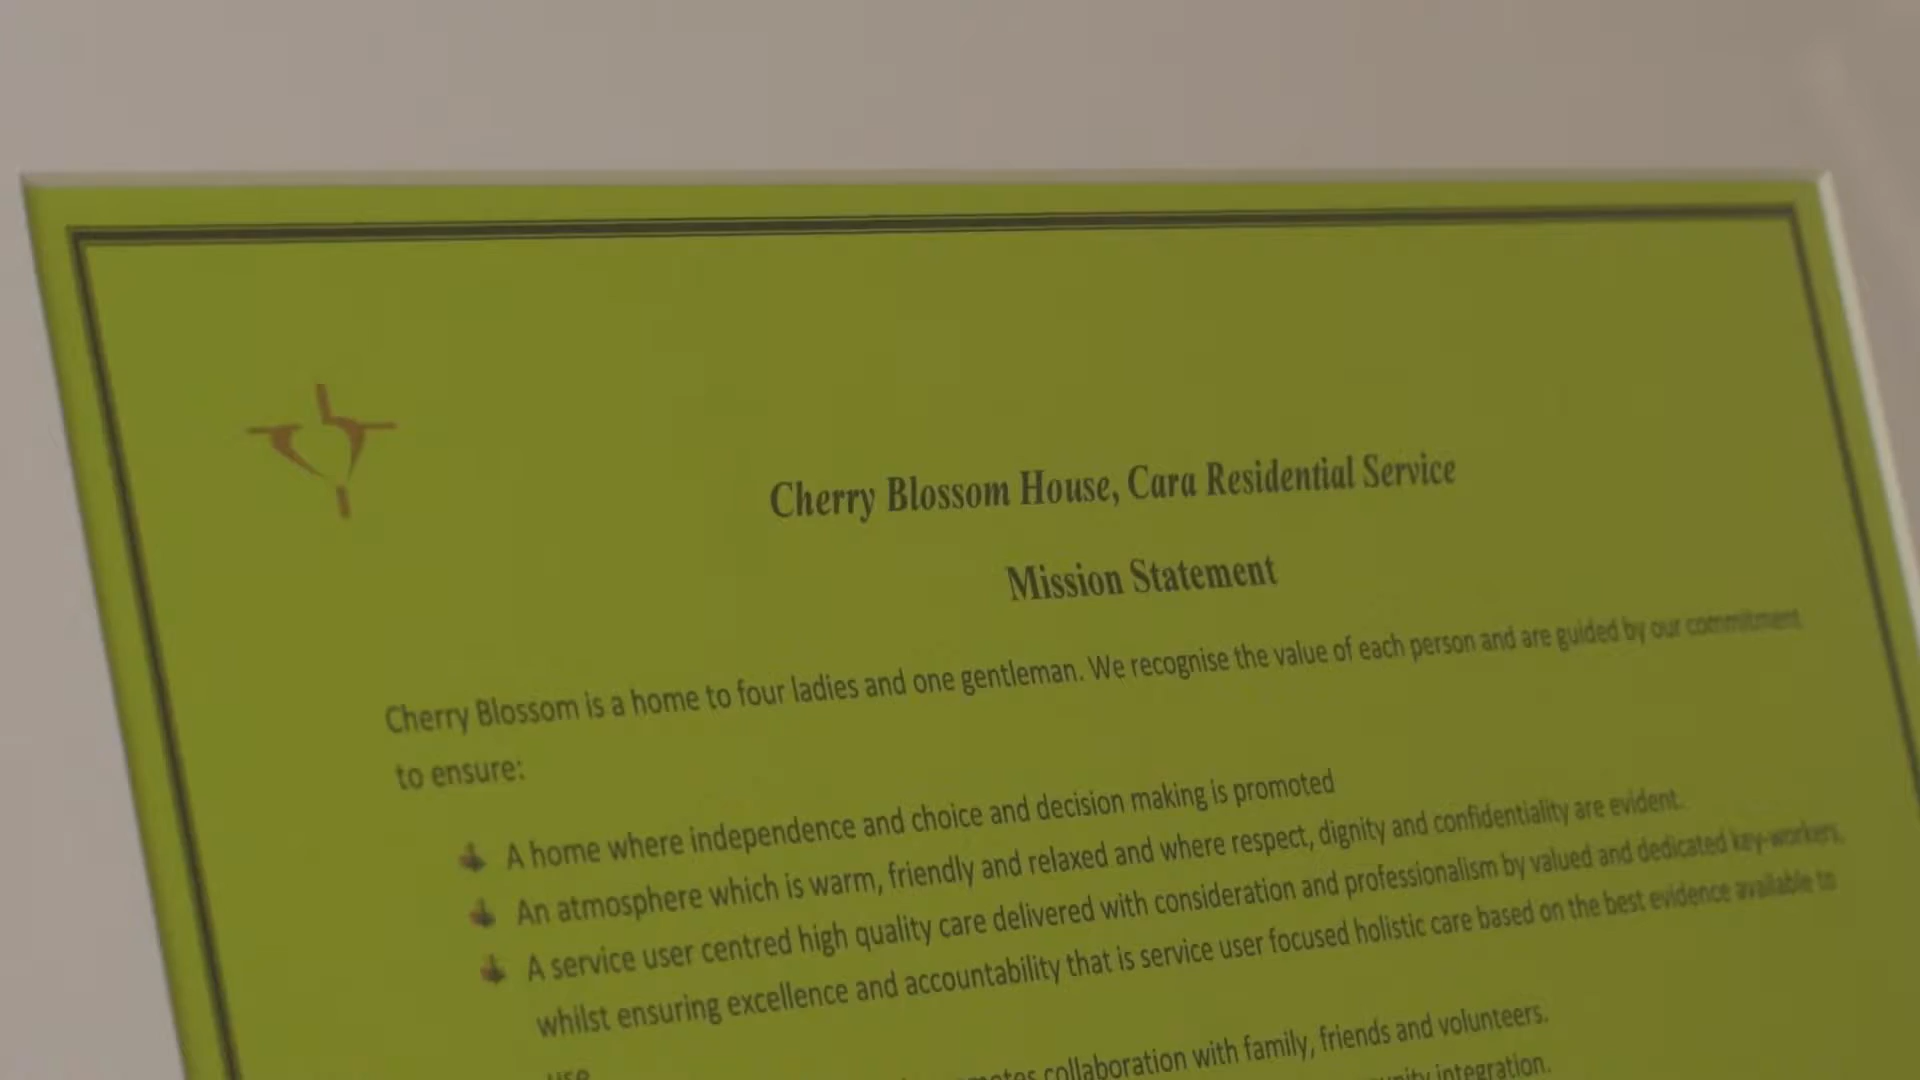 Cherry Blossom House, Cara Residential Service
Mission Statement
Cherry Blossom is a home to four ladies and one gentleman. We recognise the value of each person and are guided by our commitment
to ensure:
A home where independence and choice and decision making is promoted
An atmosphere which is warm, friendly and relaxed and where respect, dignity and confidentiality are evident.
A service user centred high quality care delivered with consideration and professionalism by valued and dedicated key-workers,
whilst ensuring excellence and accountability that is service user focused holistic care based on the best evidence available to
use
collaboration with family, friends and volunteers.
integration.